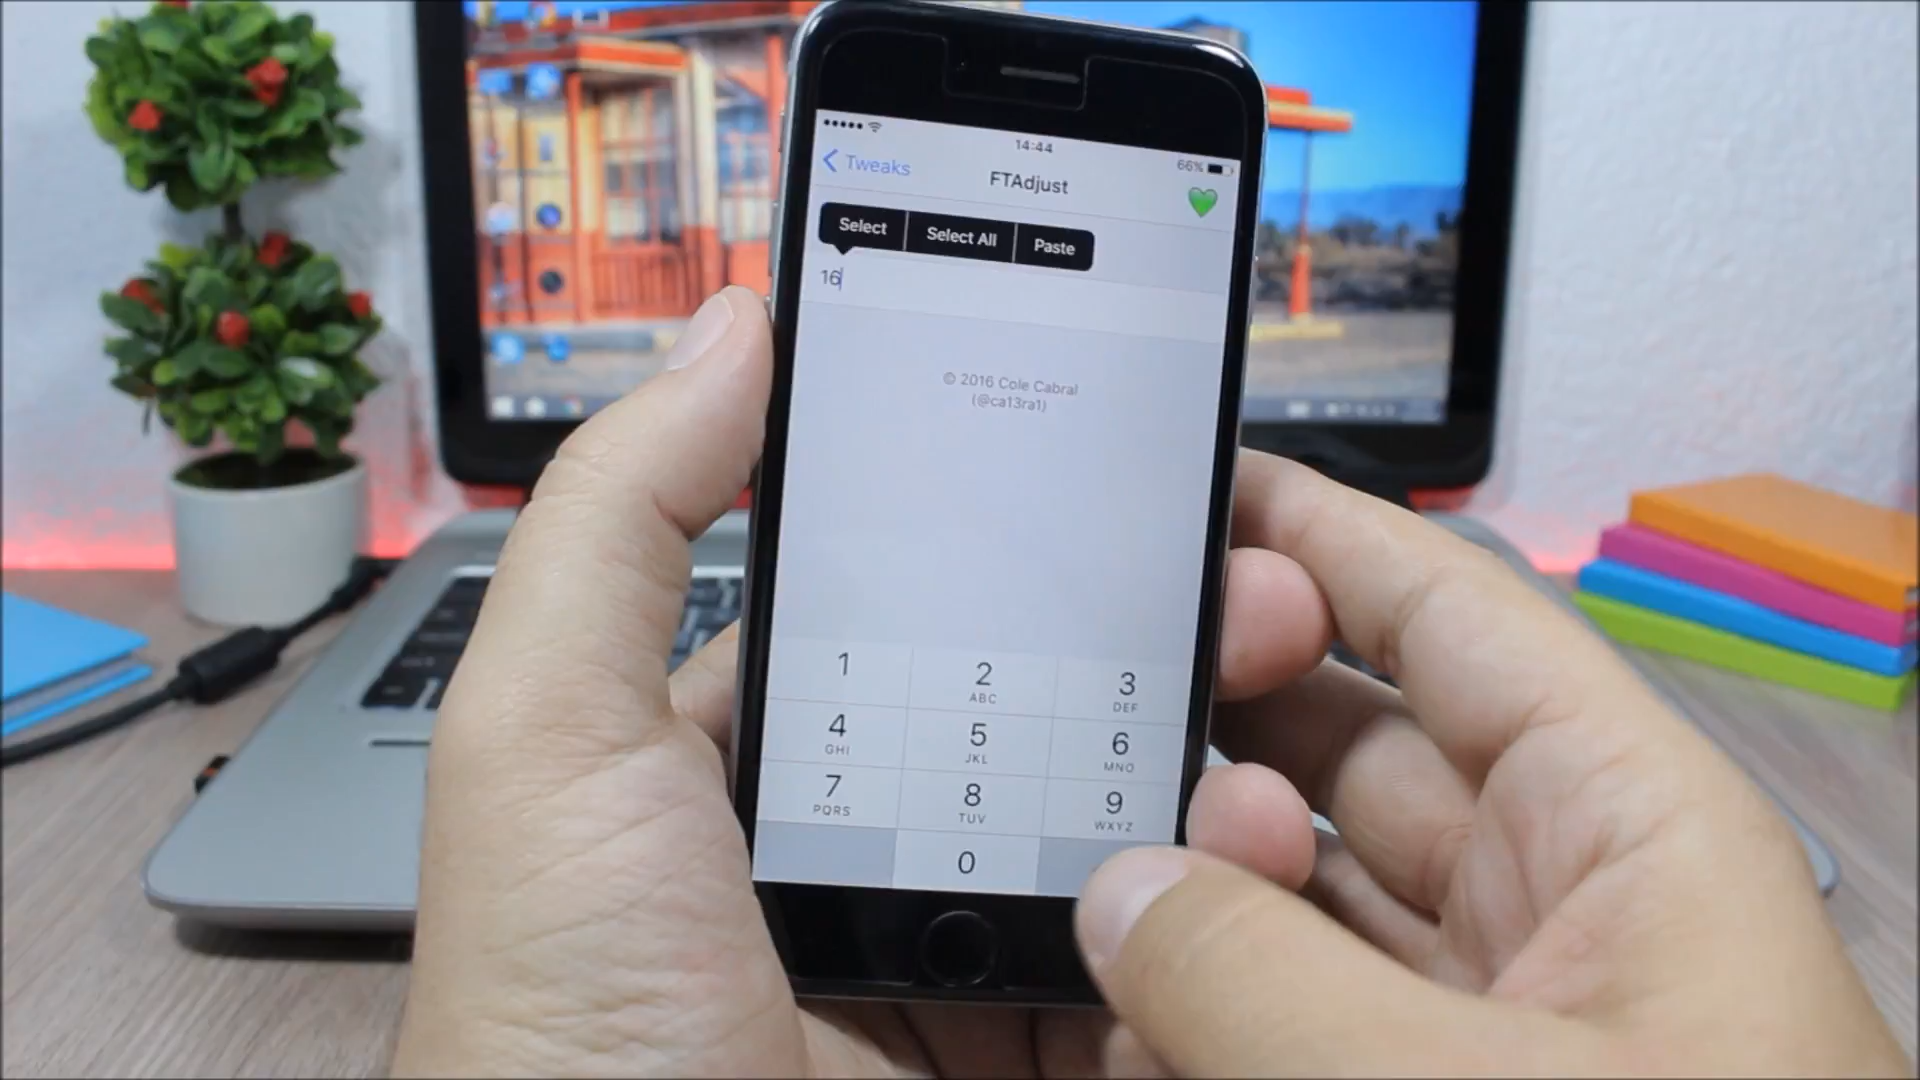 14:44
66%
Tweaks
FTAdjust
Select
Select All
Paste
16
© 2016 Cole Cabral
(@ca13ra1)
1
2
ABC
3
DEF
4
GHI
5
JKL
6
MNO
7
PQRS
8
TUV
9
WXYZ
0